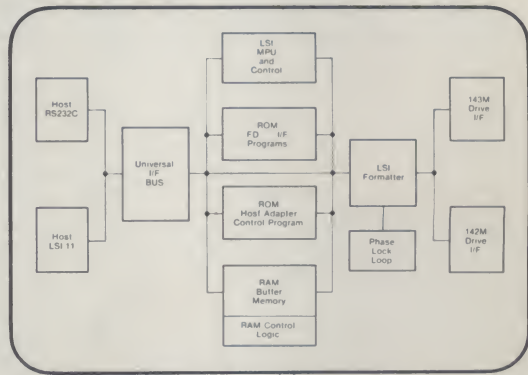 Host
RS232C
Host
LSI 11
Universal
I/F
BUS
LSI
MPU
and
Control
ROM
FD I/F
Programs
ROM
Host Adapter
Control Program
RAM
Buffer
Memory
RAM Control
Logic
LSI
Formatter
Phase
Lock
Loop
143M
Drive
I/F
142M
Drive
I/F